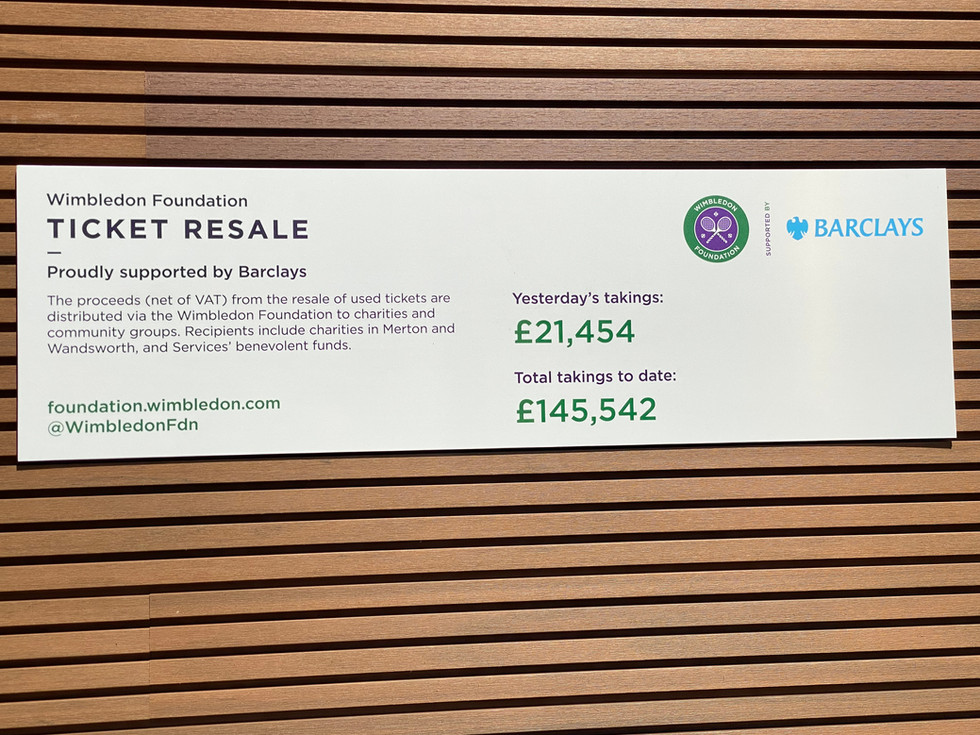 Wimbledon Foundation
TICKET RESALE
Proudly supported by Barclays
The proceeds (net of VAT) from the resale of used tickets are
distributed via the Wimbledon Foundation to charities and
community groups. Recipients include charities in Merton and
Wandsworth, and Services' benevolent funds.
foundation.wimbledon.com
@WimbledonFdn
WIMBLEDON
FOUNDATION
SUPPORTED BY
BARCLAYS
Yesterday's takings:
£21,454
Total takings to date:
£145,542